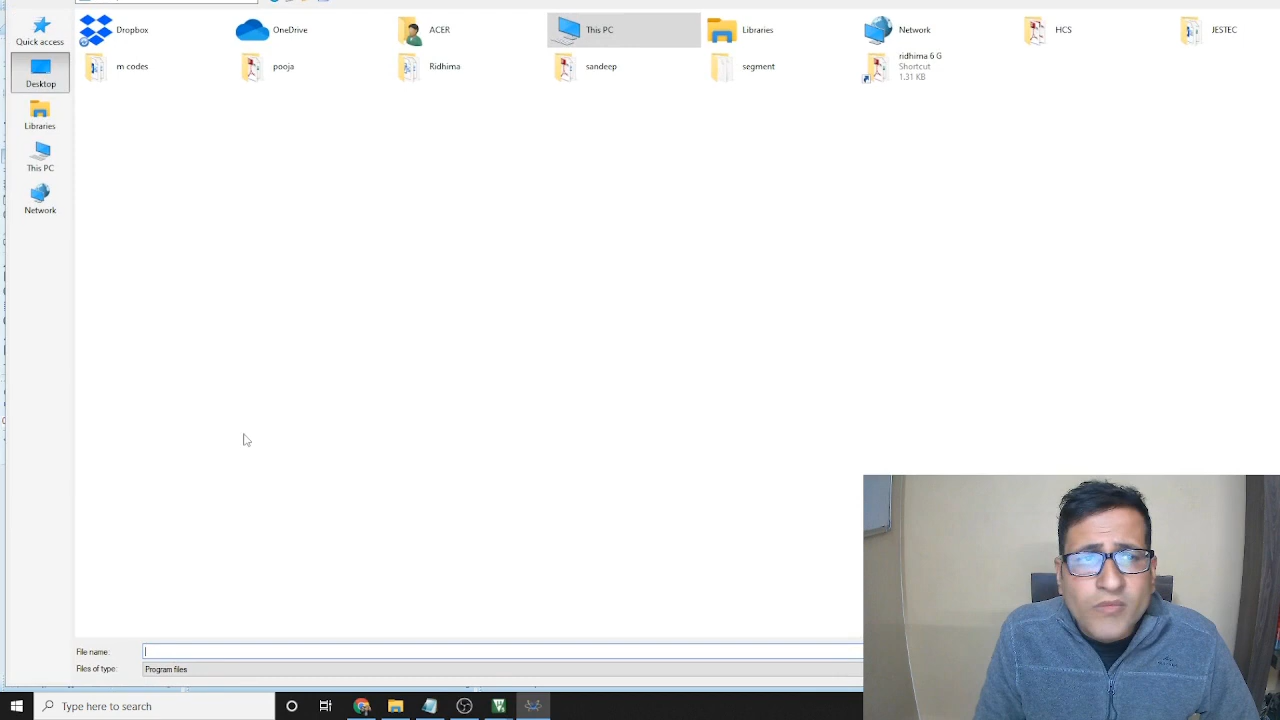 Quick access
Desktop
Libraries
This PC
Network
Dropbox
OneDrive
ACER
This PC
Libraries
Network
HCS
JESTEC
m codes
pooja
Ridhima
sandeep
segment
ridhima 6 G
Shortcut
1.31 KB
File name:
Files of type: Program files
Type here to search